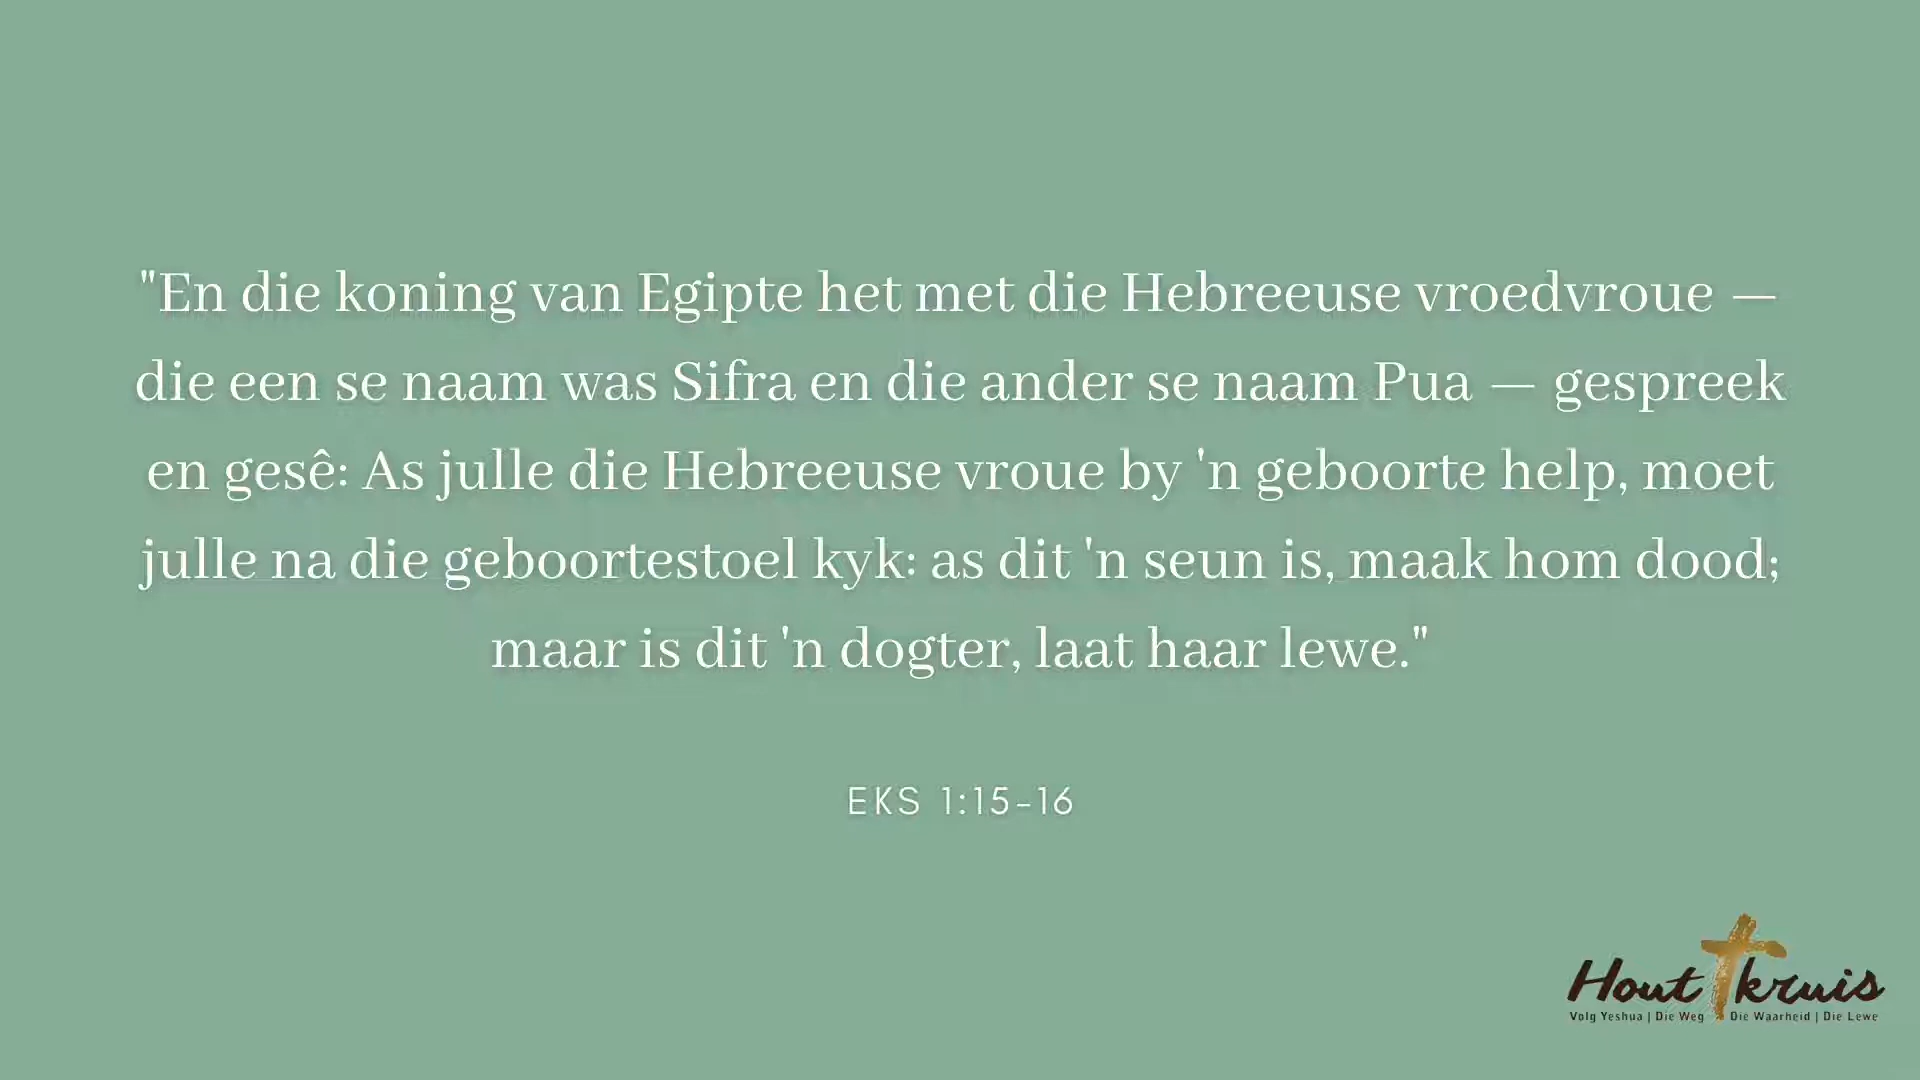 "En die koning van Egipte het met die Hebreeuse vroedvroue —
die een se naam was Sifra en die ander se naam Pua — gespreek
en gesê: As julle die Hebreeuse vroue by 'n geboorte help, moet
julle na die geboortestoel kyk: as dit 'n seun is, maak hom dood;
maar is dit 'n dogter, laat haar lewe."
EKS 1:15-16
Hout kruis
Volg Yeshua | Die Weg Die Waarheid | Die Lewe